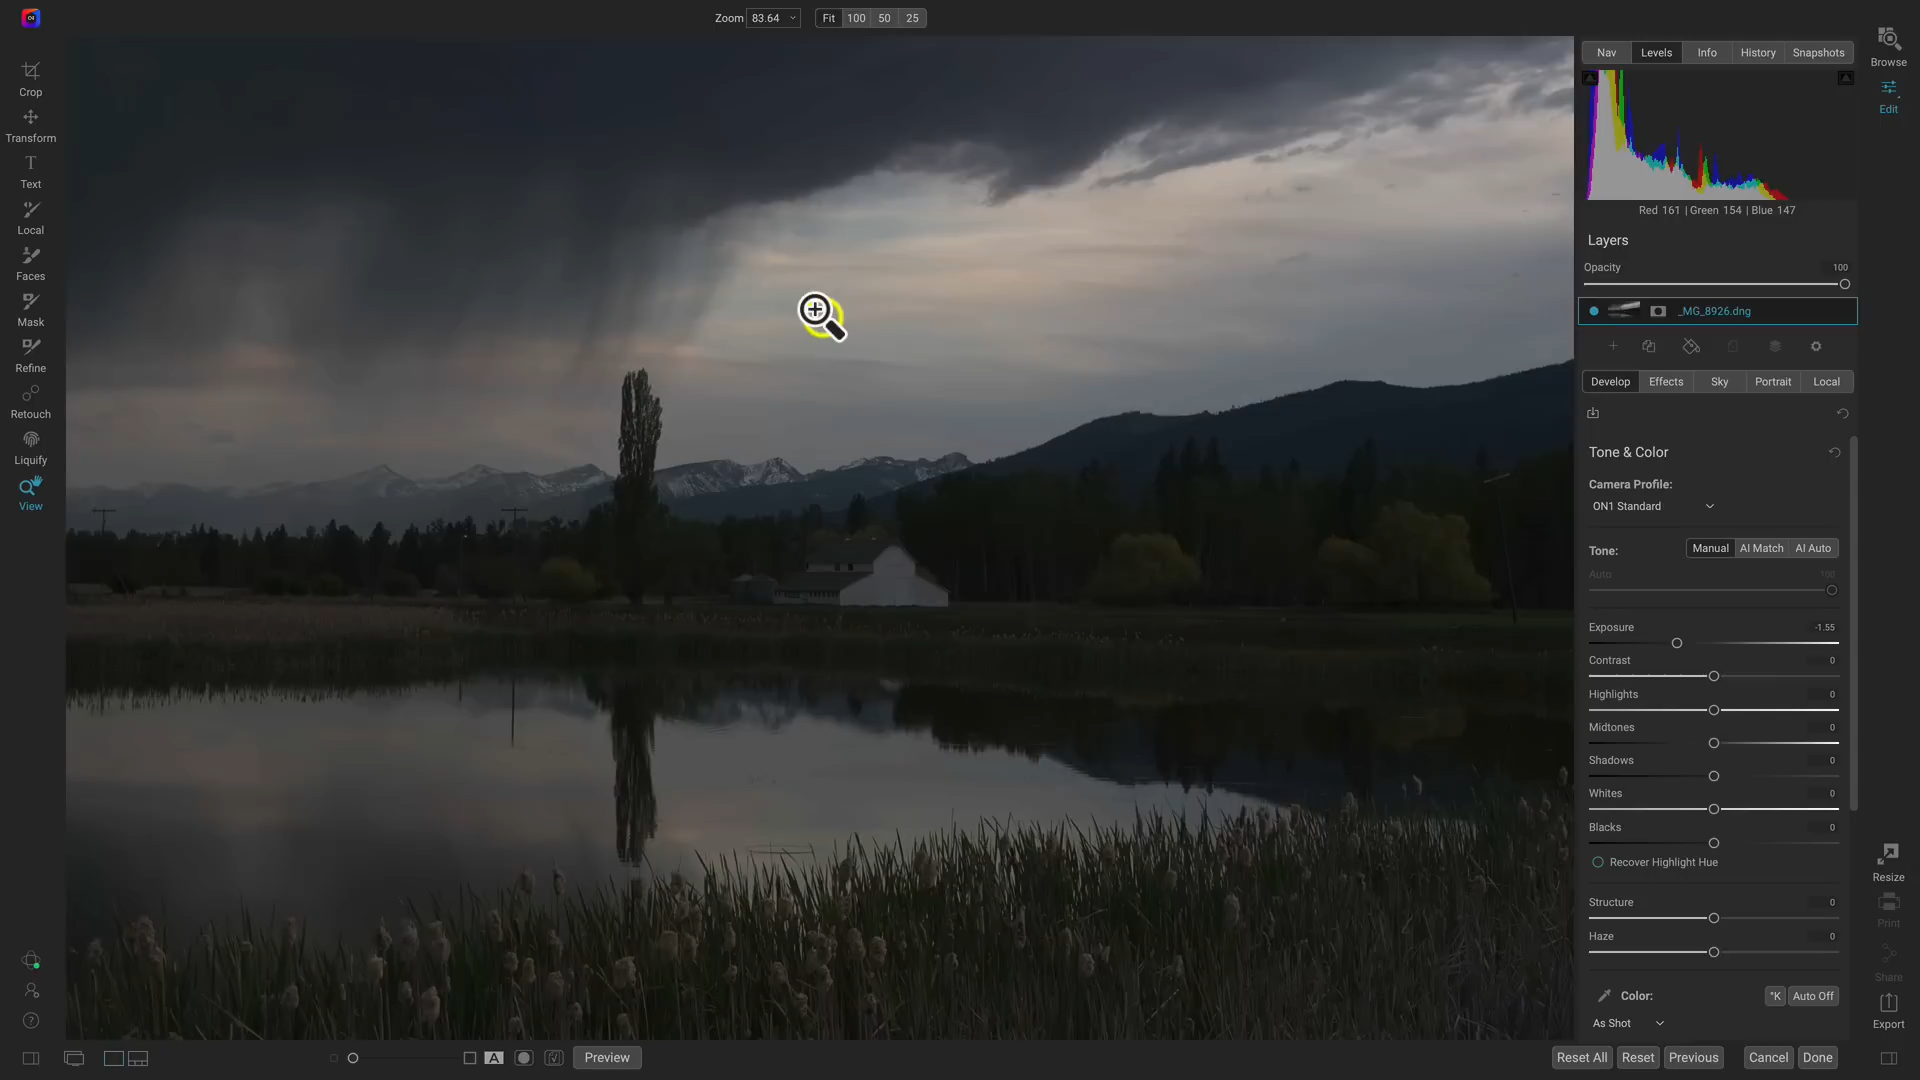 Zoom 83.64 Fit 100 50 25
Crop
Transform
Text
Local
Faces
Mask
Refine
Retouch
Liquify
View
Nav Levels Info History Snapshots
Red 161 | Green 154 | Blue 147
Layers
Opacity 100
_MG_8926.dng
Develop Effects Sky Portrait Local
Tone & Color
Camera Profile:
ON1 Standard
Tone: Manual AI Match AI Auto
Auto 100
Exposure -1.55
Contrast 0
Highlights 0
Midtones 0
Shadows 0
Whites 0
Blacks 0
Recover Highlight Hue
Structure 0
Haze 0
Color: °K Auto Off
As Shot
Browse
Edit
Resize
Print
Share
Export
A Preview
Reset All Reset Previous Cancel Done